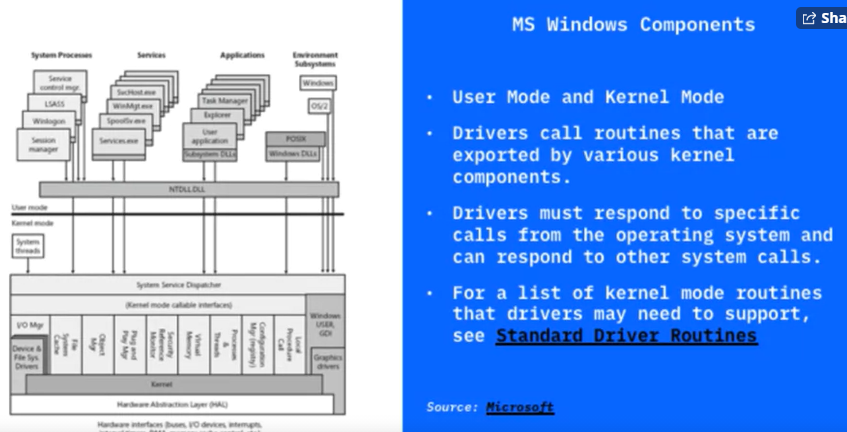 MS Windows Components
Sha
System Processes
Services
Applications
Environment
Subsystems
Service
control mgr.
LSASS
Winlogon
Session
manager
SvcHost.exe
WinMgt.exe
Services.exe
Task Manager
Explorer
User
application
Subsystem DLLs
Windows
OS/2
POSIX
Windows DLLs
NTDLL.DLL
User mode
Kernel mode
System
threads
System Service Dispatcher
(Kernel mode callable interfaces)
I/O Mgr
Device &
File Sys.
Drivers
File
System
Cache
Object
Mgr
Plug and
Play Mgr
Security
Reference
Monitor
Virtual
Memory
Processes
&
Threads
Configuration
Mgr (registry)
Local
Procedure
Call
Windows
USER,
GDI
Graphics
drivers
Kernel
Hardware Abstraction Layer (HAL)
Hardware interfaces (buses, I/O devices, interrupts,
• User Mode and Kernel Mode
• Drivers call routines that are
exported by various kernel
components.
• Drivers must respond to specific
calls from the operating system and
can respond to other system calls.
• For a list of kernel mode routines
that drivers may need to support,
see Standard Driver Routines
Source: Microsoft